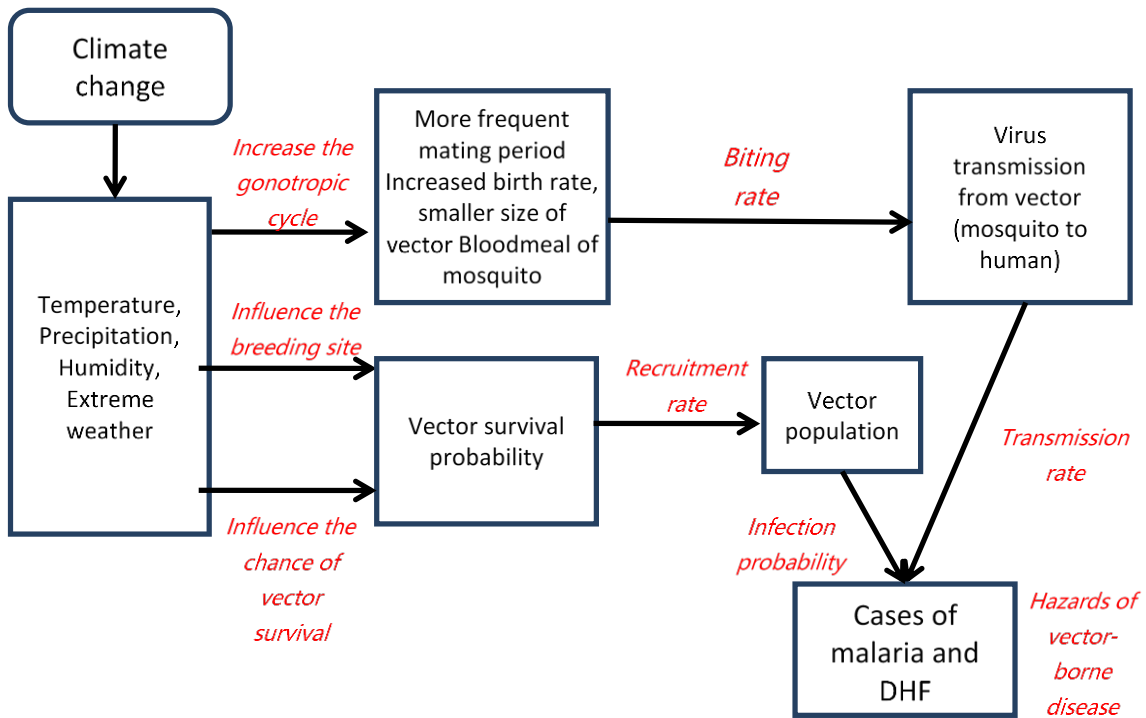 Climate
change
Increase the
gonotropic
cycle
More frequent
mating period
Increased birth rate,
smaller size of
vector Bloodmeal of
mosquito
Biting
rate
Virus
transmission
from vector
(mosquito to
human)
Temperature,
Precipitation,
Humidity,
Extreme
weather
Influence the
breeding site
Vector survival
probability
Recruitment
rate
Vector
population
Transmission
rate
Influence the
chance of
vector
survival
Infection
probability
Cases of
malaria and
DHF
Hazards of
vector-
borne
disease